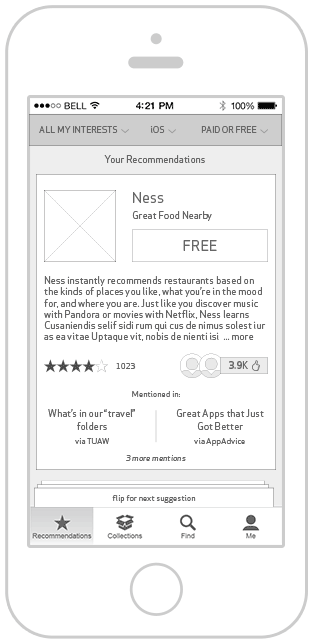 BELL 4:21 PM 100%
ALL MY INTERESTS iOS PAID OR FREE
Your Recommendations
Ness
Great Food Nearby
FREE
Ness instantly recommends restaurants based on
the kinds of places you like, what you're in the mood
for, and where you are. Just like you discover music
with Pandora or movies with Netflix, Ness learns
Cusaniendis selif sidi rum qui cus de nimus solest iur
as ea vitae Uptaque vit, nobis de nienti isi ... more
1023 3.9K
Mentioned in:
What's in our "travel" folders
via TUAW
Great Apps that Just Got Better
via AppAdvice
3 more mentions
flip for next suggestion
Recommendations Collections Find Me